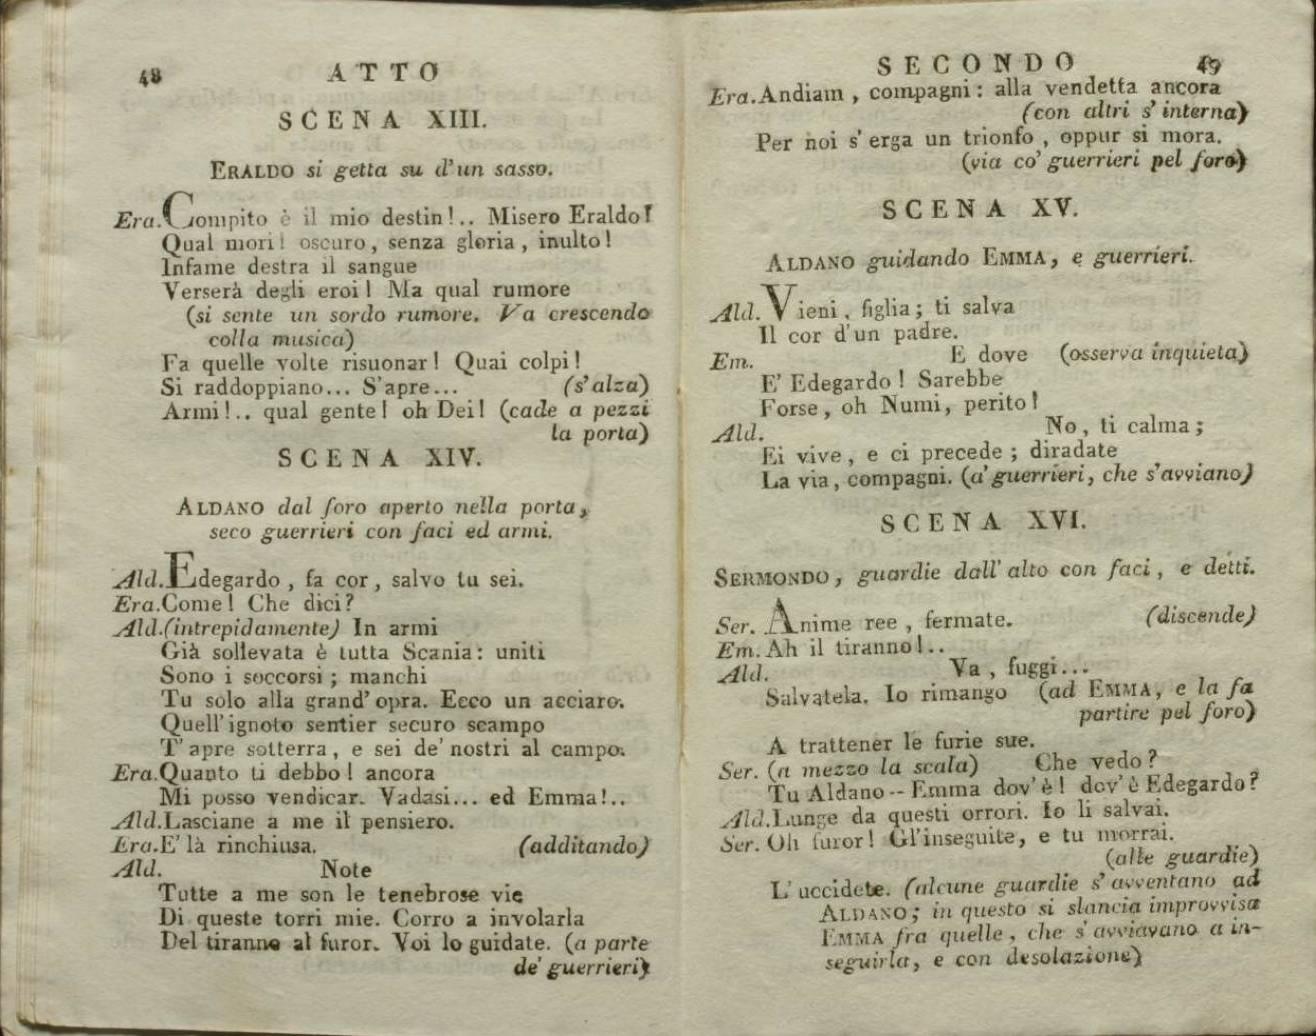 48
ATTO
SCENA XIII.
ERALDO si getta su d'un sasso.
Era. Compito è il mio destin!.. Misero Eraldo!
Qual mori! oscuro, senza gloria, inulto!
Infame destra il sangue
Verserà degli eroi! Ma qual rumore
(si sente un sordo rumore. Va crescendo
colla musica)
Fa quelle volte risuonar! Quai colpi!
Si raddoppiano... S'apre... (s'alza)
Armi!.. qual gente! oh Dei! (cade a pezzi
la porta)
SCENA XIV.
ALDANO dal foro aperto nella porta,
seco guerrieri con faci ed armi.
Ald. Edegardo, fa cor, salvo tu sei.
Era. Come! Che dici?
Ald. (intrepidamente) In armi
Già sollevata è tutta Scania: uniti
Sono i soccorsi; manchi
Tu solo alla grand' opra. Ecco un acciaro.
Quell' ignoto sentier securo scampo
T' apre sotterra, e sei de' nostri al campo.
Era. Quanto ti debbo! ancora
Mi posso vendicar. Vadasi... ed Emma!..
Ald. Lasciane a me il pensiero.
Era. E' là rinchiusa. (additando)
Ald. Note
Tutte a me son le tenebrose vie
Di queste torri mie. Corro a involarla
Del tiranno al furor. Voi lo guidate. (a parte
de' guerrieri)
SECONDO
49
Era. Andiam, compagni: alla vendetta ancora
(con altri s' interna)
Per noi s' erga un trionfo, oppur si mora.
(via co' guerrieri pel foro)
SCENA XV.
ALDANO guidando EMMA, e guerrieri.
Ald. Vieni, figlia; ti salva
Il cor d'un padre.
Em. E dove (osserva inquieta)
E' Edegardo! Sarebbe
Forse, oh Numi, perito!
Ald. No, ti calma;
Ei vive, e ci precede; diradate
La via, compagni. (a' guerrieri, che s'avviano)
SCENA XVI.
SERMONDO, guardie dall' alto con faci, e detti.
Ser. Anime ree, fermate. (discende)
Em. Ah il tiranno!..
Ald. Va, fuggi...
Salvatela. Io rimango (ad EMMA, e la fa
partire pel foro)
A trattener le furie sue.
Ser. (a mezzo la scala) Che vedo?
Tu Aldano -- Emma dov' è! dov' è Edegardo?
Ald. Lunge da questi orrori. Io li salvai.
Ser. Oh furor! Gl'inseguite, e tu morrai.
(alle guardie)
L' uccidete. (alcune guardie s' avventano ad
ALDANO; in questo si slancia improvvisa
EMMA fra quelle, che s' avviavano a in-
seguirla, e con desolazione)